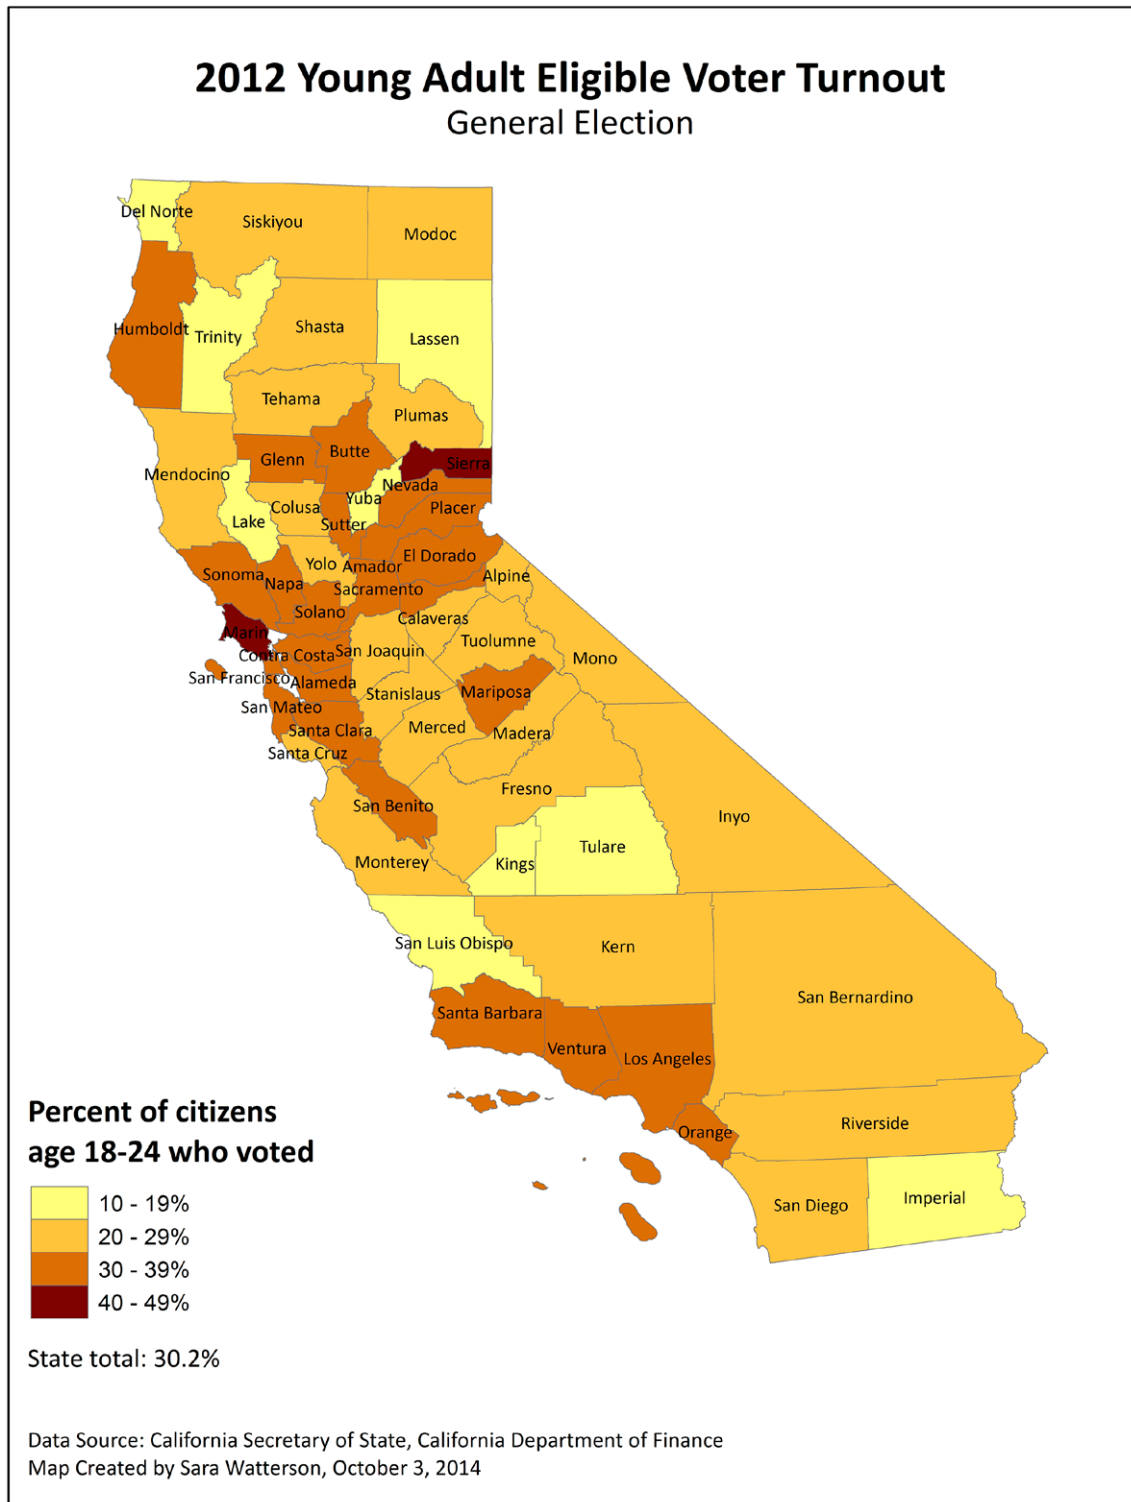 2012 Young Adult Eligible Voter Turnout
General Election
Del Norte
Siskiyou
Modoc
Humboldt
Trinity
Shasta
Lassen
Tehama
Plumas
Mendocino
Glenn
Butte
Sierra
Nevada
Yuba
Colusa
Placer
Lake
Sutter
El Dorado
Yolo
Amador
Sonoma
Napa
Alpine
Sacramento
Solano
Calaveras
Marin
Tuolumne
Contra Costa
San Joaquin
Mono
San Francisco
Alameda
Stanislaus
Mariposa
San Mateo
Santa Clara
Merced
Madera
Santa Cruz
Fresno
San Benito
Inyo
Tulare
Monterey
Kings
San Luis Obispo
Kern
San Bernardino
Santa Barbara
Ventura
Los Angeles
Orange
Riverside
San Diego
Imperial
Percent of citizens
age 18-24 who voted
10 - 19%
20 - 29%
30 - 39%
40 - 49%
State total: 30.2%
Data Source: California Secretary of State, California Department of Finance
Map Created by Sara Watterson, October 3, 2014